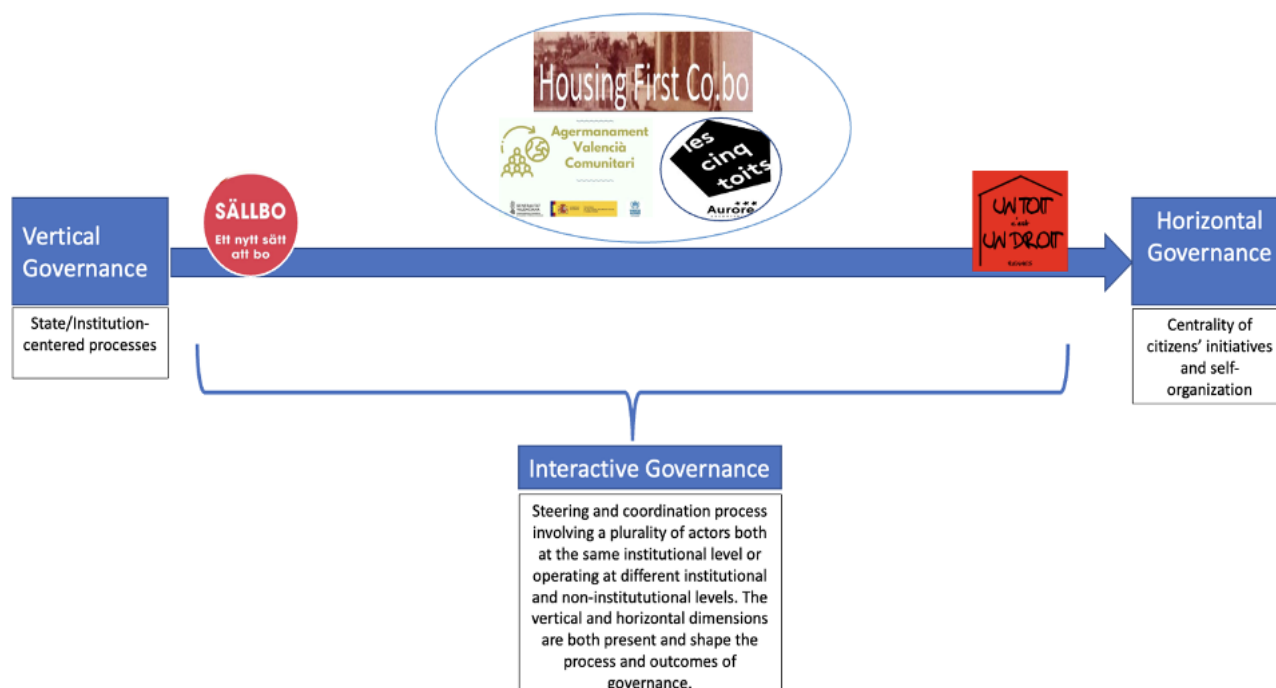 Housing First Co.bo
Agermanament
Valencià
Comunitari
les
cinq
toits
Aurore
SÄLLBO
Ett nytt sätt
att bo
UN TOIT
c'est
UN DROIT
Vertical
Governance
Horizontal
Governance
State/Institution-
centered processes
Centrality of
citizens' initiatives
and self-
organization
Interactive Governance
Steering and coordination process
involving a plurality of actors both
at the same institutional level or
operating at different institutional
and non-institututional levels. The
vertical and horizontal dimensions
are both present and shape the
process and outcomes of
governance.